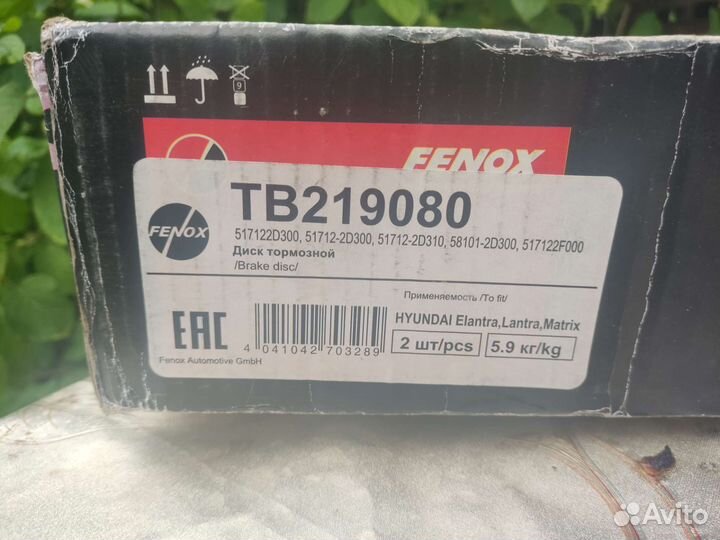 9
FENOX
TB219080
517122D300, 51712-2D300, 51712-2D310, 58101-2D300, 517122F000
FENOX
Диск тормозной
/Brake disc/
Применяемость /To fit/
HYUNDAI Elantra,Lantra,Matrix
EAC
2 шт/pcs
5.9 кг/kg
4 041042 703289
Fenox Automotive GmbH
Avito